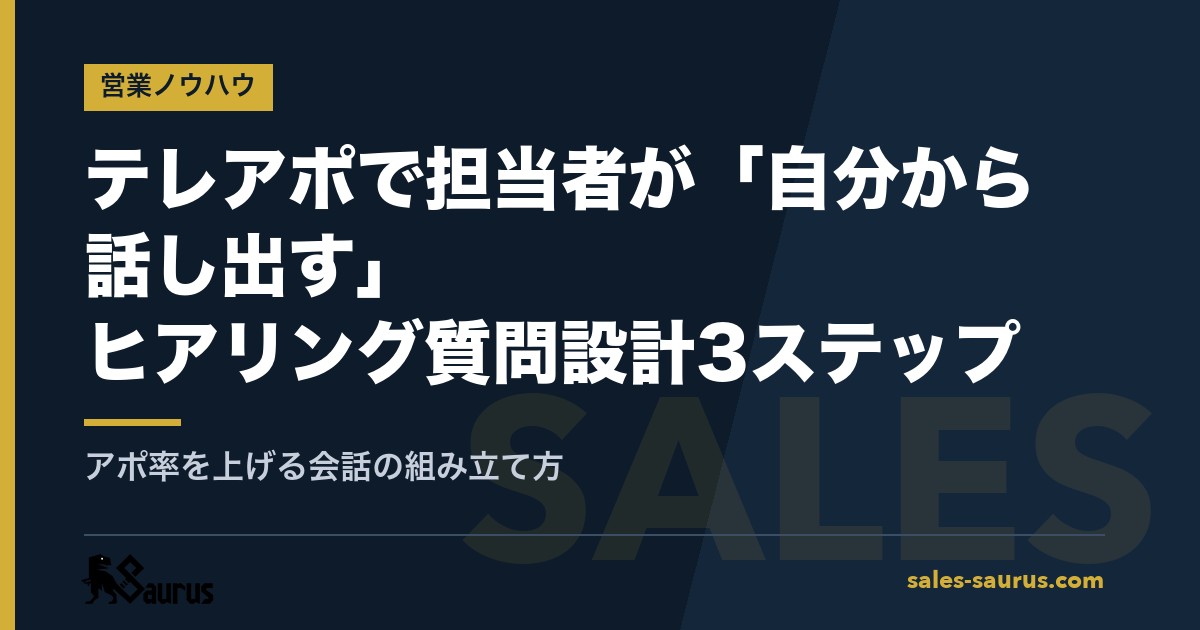 営業ノウハウ
テレアポで担当者が「自分から
話し出す」
ヒアリング質問設計3ステップ
アポ率を上げる会話の組み立て方
SALES
Saurus
sales-saurus.com